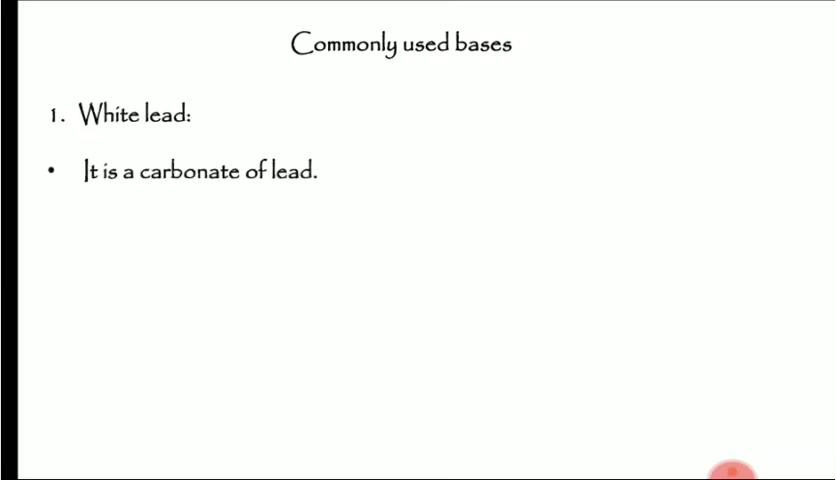 Commonly used bases
1. White lead:
• It is a carbonate of lead.